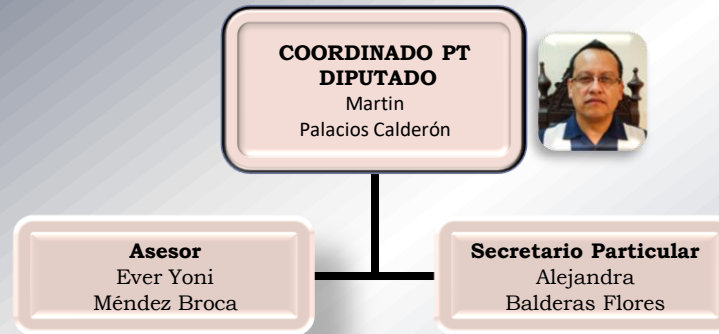 COORDINADO PT
DIPUTADO
Martin
Palacios Calderón
Asesor
Ever Yoni
Méndez Broca
Secretario Particular
Alejandra
Balderas Flores